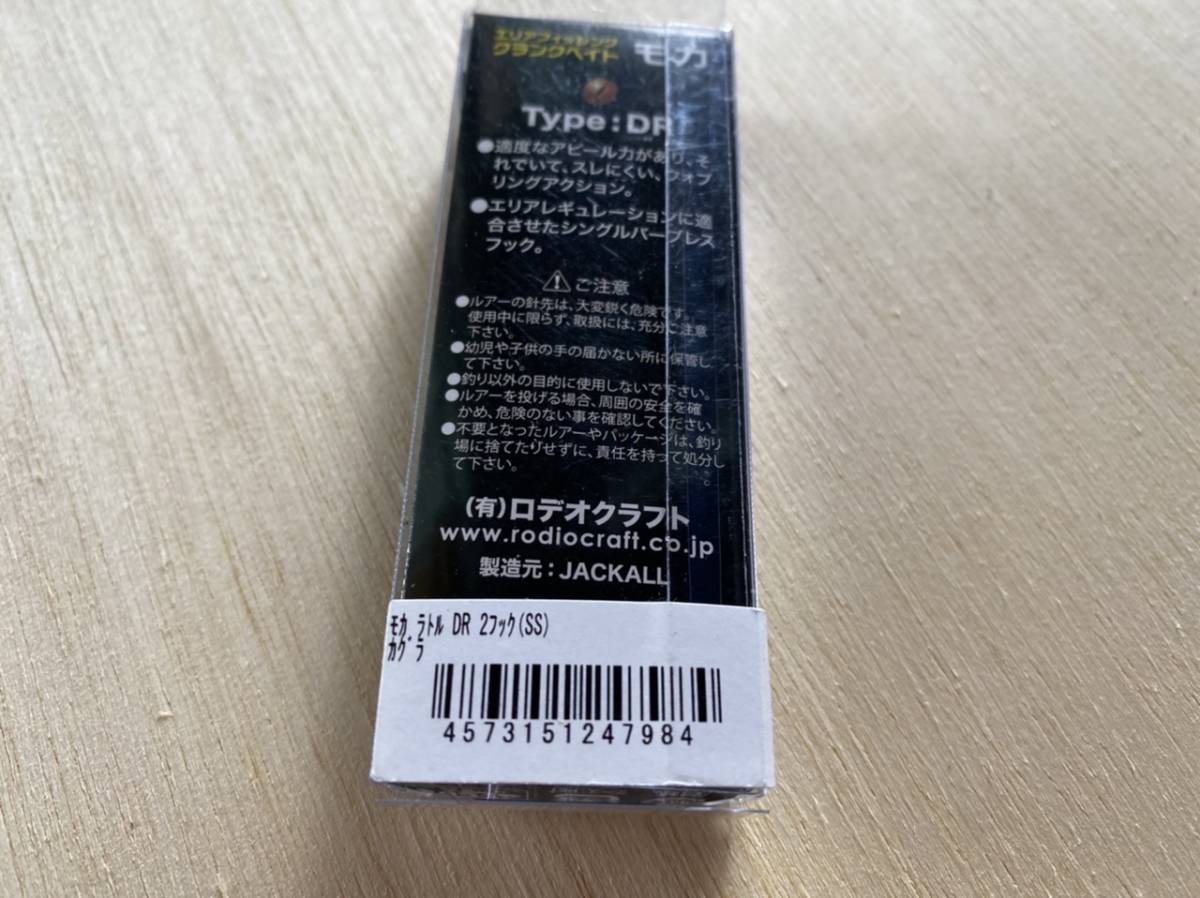 エリアフィッシング
クランクベイト モカ
Type:DR
●適度なアピール力があり、そ
れでいて、スレにくい、ウォブ
リングアクション。
●エリアレギュレーションに適
合させたシングルバーブレス
フック。
ご注意
●ルアーの針先は、大変鋭く危険です。
使用中に限らず、取扱には、充分ご注意
下さい。
●幼児や子供の手の届かない所に保管し
て下さい。
●釣り以外の目的に使用しないで下さい。
●ルアーを投げる場合、周囲の安全を確
かめ、危険のない事を確認してください。
●不要となったルアーやパッケージは、釣り
場に捨てたりせずに、責任を持って処分し
て下さい。
(有)ロデオクラフト
www.rodiocraft.co.jp
製造元:JACKALL
モカ ラトル DR 2フック(SS)
カグラ
4573151247984